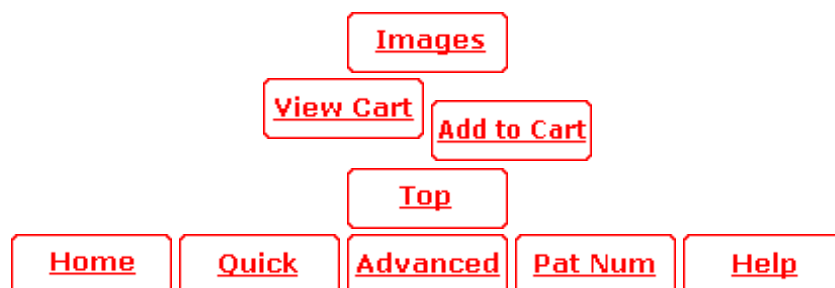 Images
View Cart
Add to Cart
Top
Home Quick Advanced Pat Num Help